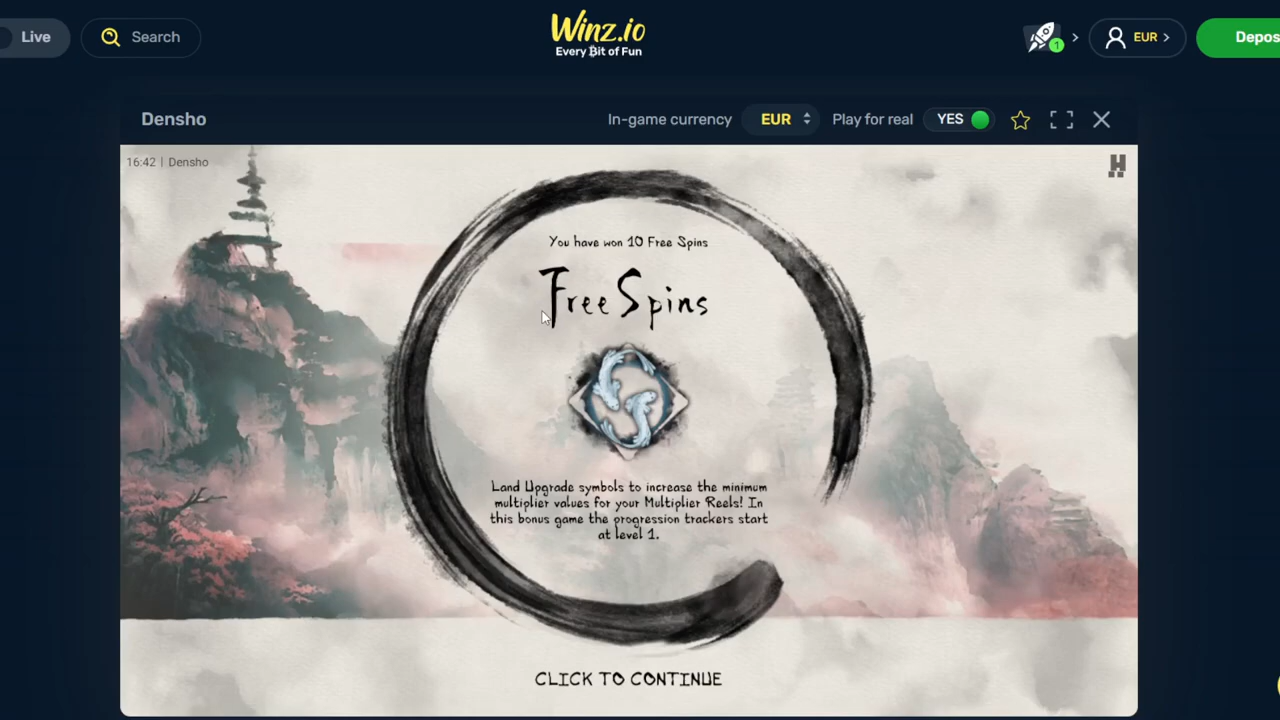 Live
Search
Winz.io
Every Bit of Fun
1
EUR
Depos
Densho
In-game currency
EUR
Play for real
YES
16:42 | Densho
You have won 10 Free Spins
Free Spins
Land Upgrade symbols to increase the minimum
multiplier values for your Multiplier Reels! In
this bonus game the progression trackers start
at level 1.
CLICK TO CONTINUE